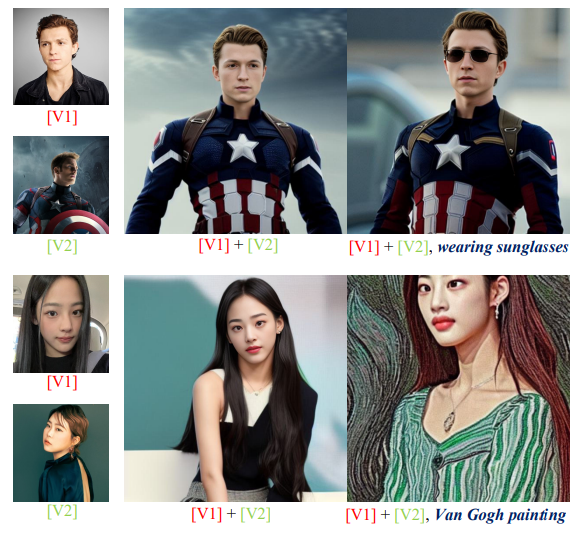 [V1]
[V2]
[V1] + [V2]
[V1] + [V2], wearing sunglasses
[V1]
[V2]
[V1] + [V2]
[V1] + [V2], Van Gogh painting